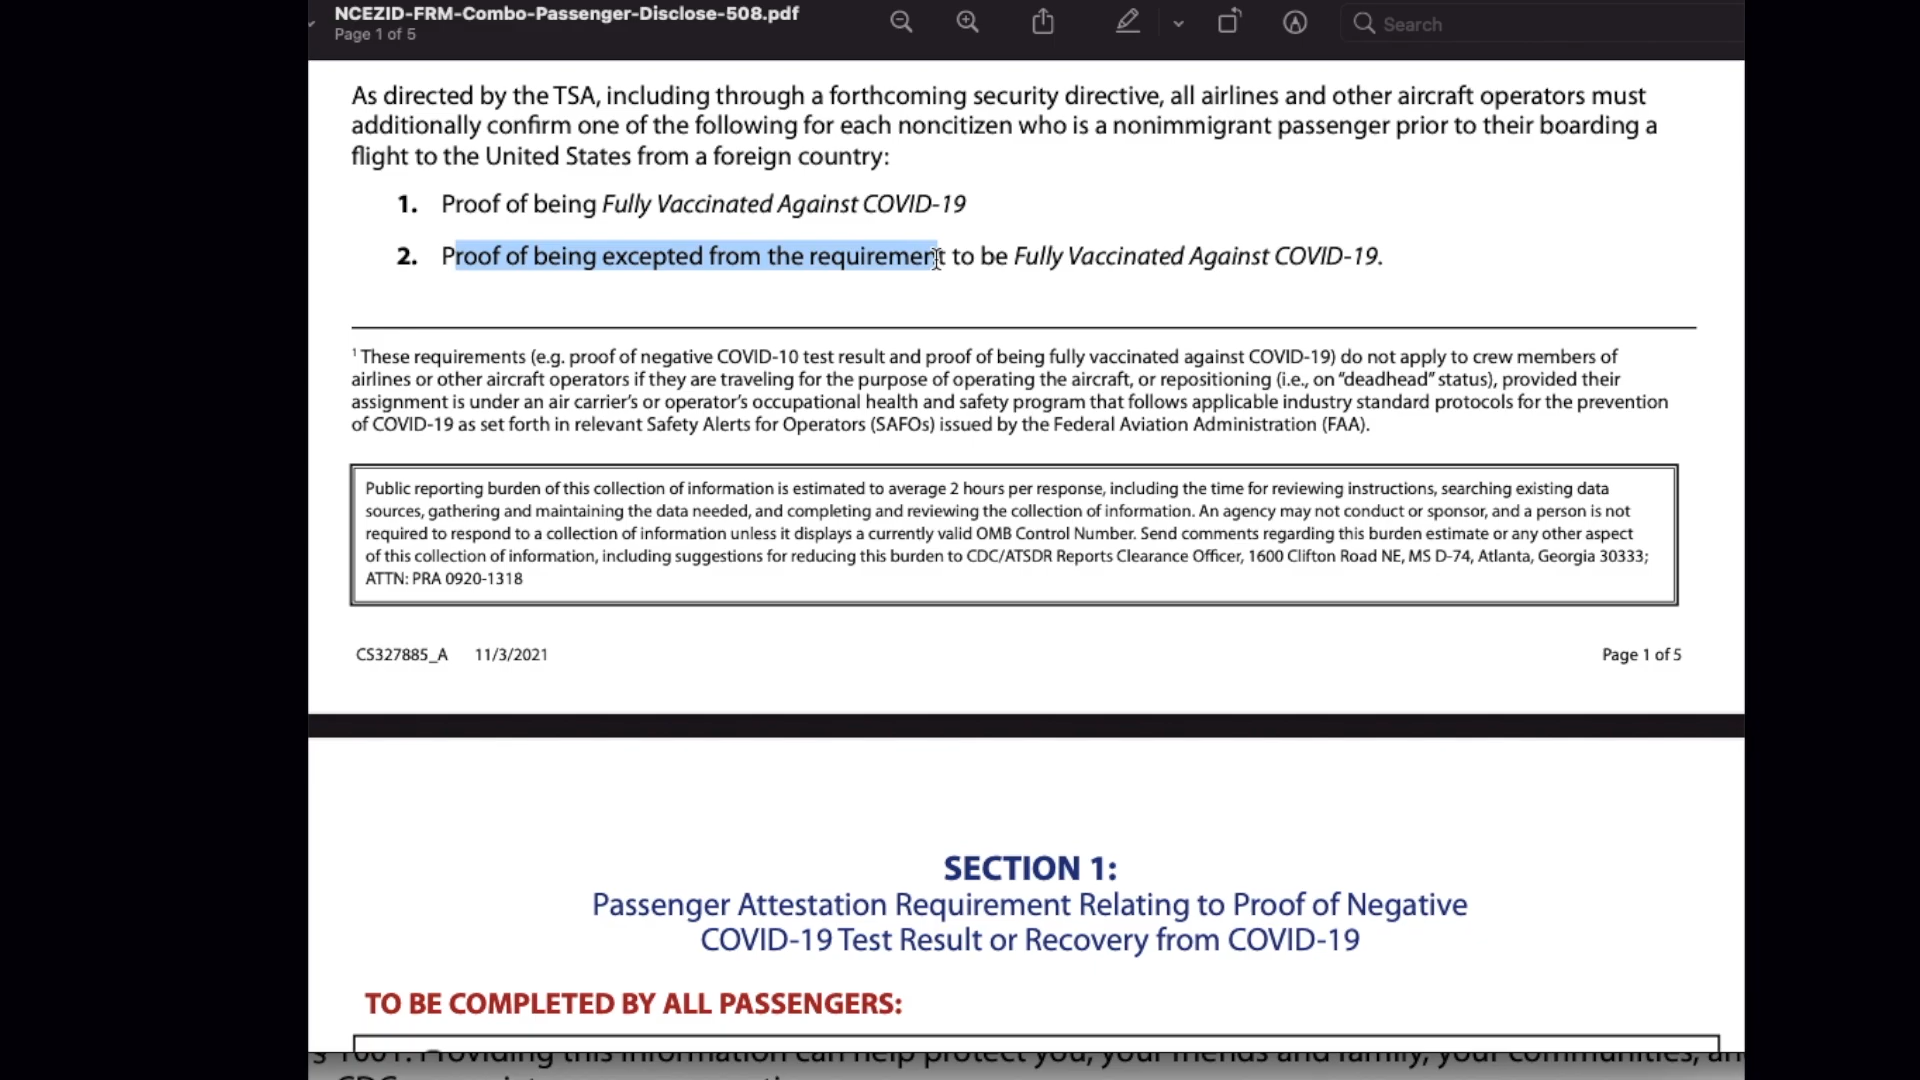 NCEZID-FRM-Combo-Passenger-Disclose-508.pdf
Page 1 of 5
Search
As directed by the TSA, including through a forthcoming security directive, all airlines and other aircraft operators must
additionally confirm one of the following for each noncitizen who is a nonimmigrant passenger prior to their boarding a
flight to the United States from a foreign country:
1. Proof of being Fully Vaccinated Against COVID-19
2. Proof of being excepted from the requirement to be Fully Vaccinated Against COVID-19.
1 These requirements (e.g. proof of negative COVID-10 test result and proof of being fully vaccinated against COVID-19) do not apply to crew members of
airlines or other aircraft operators if they are traveling for the purpose of operating the aircraft, or repositioning (i.e., on “deadhead” status), provided their
assignment is under an air carrier’s or operator’s occupational health and safety program that follows applicable industry standard protocols for the prevention
of COVID-19 as set forth in relevant Safety Alerts for Operators (SAFOs) issued by the Federal Aviation Administration (FAA).
Public reporting burden of this collection of information is estimated to average 2 hours per response, including the time for reviewing instructions, searching existing data
sources, gathering and maintaining the data needed, and completing and reviewing the collection of information. An agency may not conduct or sponsor, and a person is not
required to respond to a collection of information unless it displays a currently valid OMB Control Number. Send comments regarding this burden estimate or any other aspect
of this collection of information, including suggestions for reducing this burden to CDC/ATSDR Reports Clearance Officer, 1600 Clifton Road NE, MS D-74, Atlanta, Georgia 30333;
ATTN: PRA 0920-1318
CS327885_A 11/3/2021
Page 1 of 5
SECTION 1:
Passenger Attestation Requirement Relating to Proof of Negative
COVID-19 Test Result or Recovery from COVID-19
TO BE COMPLETED BY ALL PASSENGERS:
1001. Providing this information can help protect you, your friends and family, your communities,